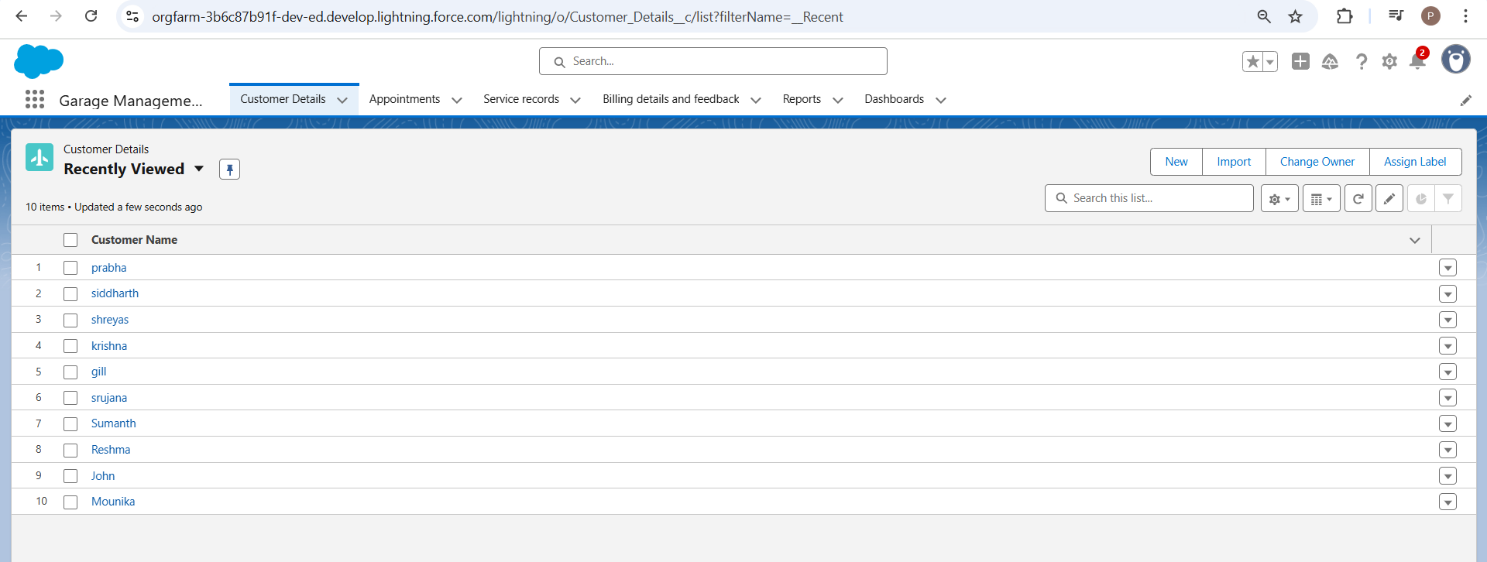 orgfarm-3b6c87b91f-dev-ed.develop.lightning.force.com/lightning/o/Customer_Details__c/list?filterName=__Recent
P
Search...
2
Garage Manageme... Customer Details Appointments Service records Billing details and feedback Reports Dashboards
Customer Details
Recently Viewed
New Import Change Owner Assign Label
10 items • Updated a few seconds ago
Search this list...
Customer Name
1 prabha
2 siddharth
3 shreyas
4 krishna
5 gill
6 srujana
7 Sumanth
8 Reshma
9 John
10 Mounika